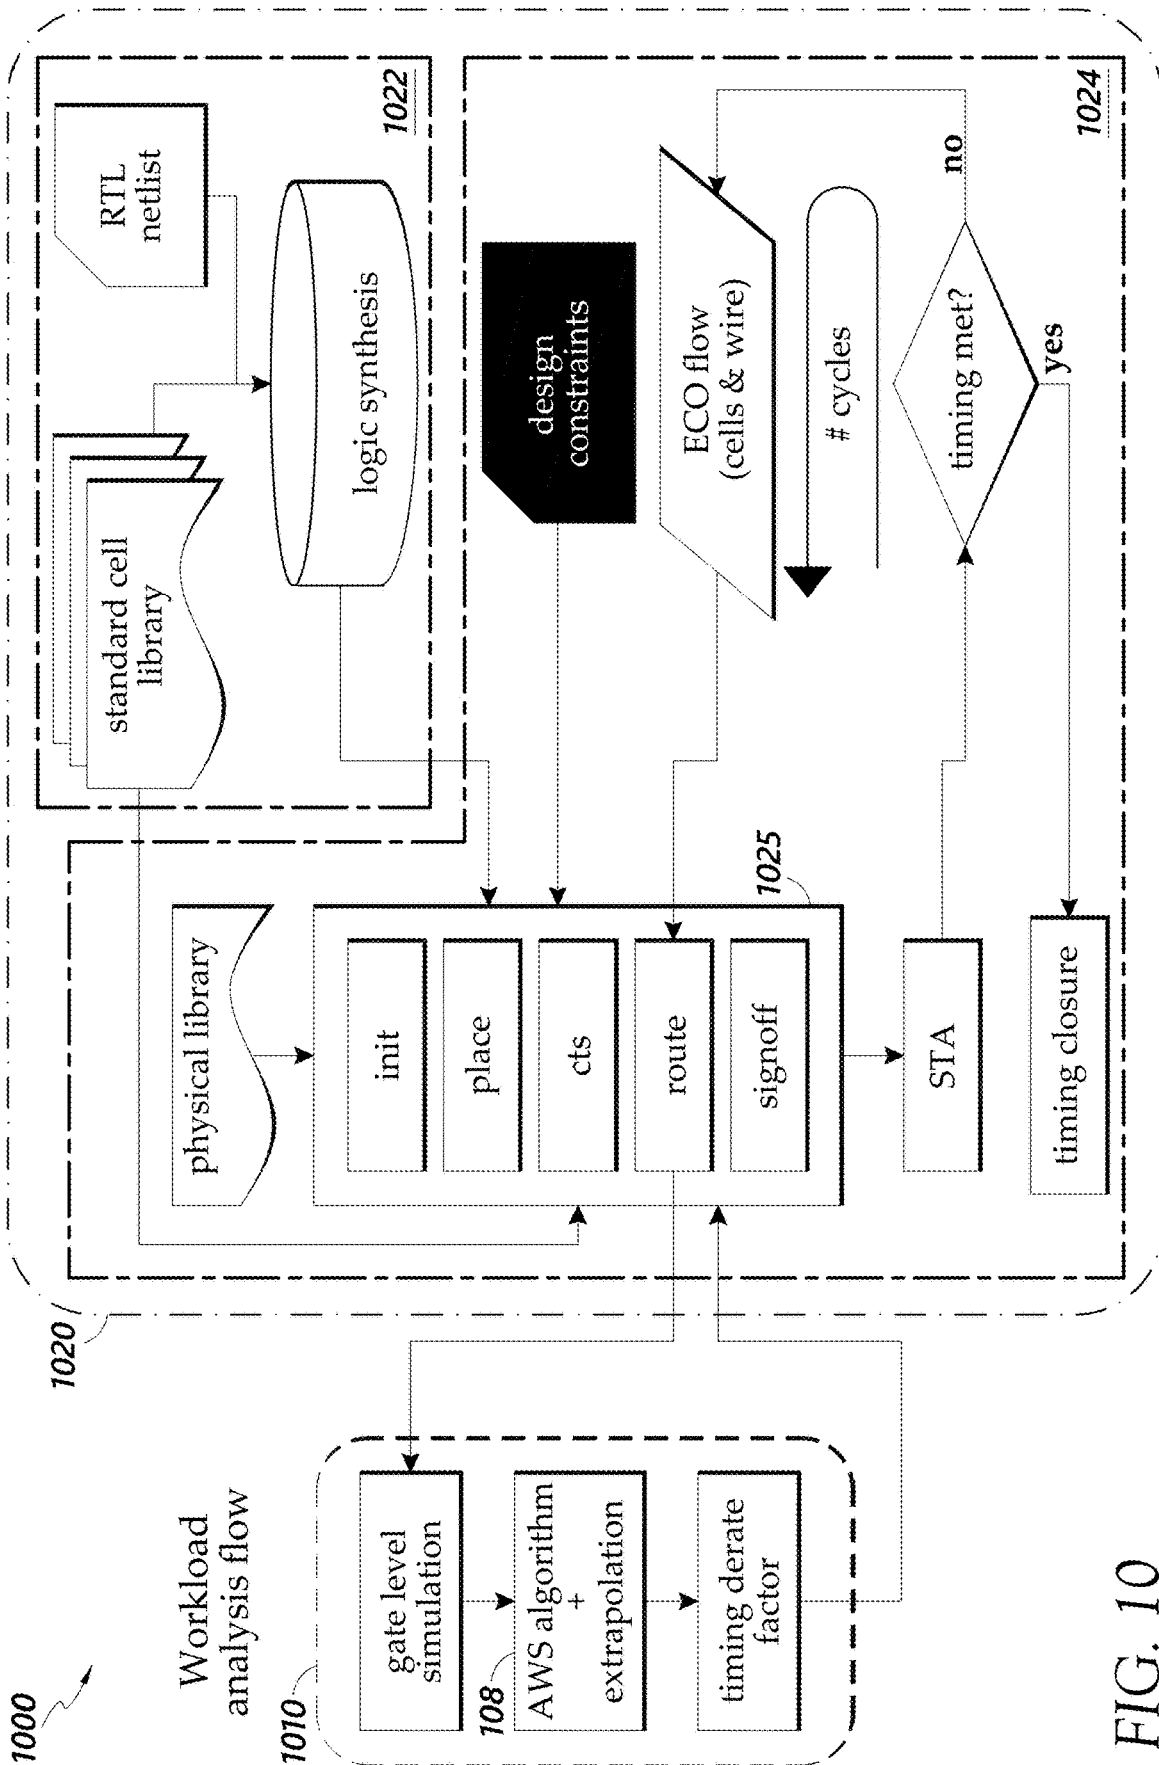 1000
Workload
analysis flow
1010
gate level
simulation
108
AWS algorithm
+
extrapolation
timing derate
factor
1020
standard cell
library
RTL
netlist
logic synthesis
1022
physical library
init
place
cts
route
signoff
1025
design
constraints
ECO flow
(cells & wire)
# cycles
STA
timing met?
no
yes
timing closure
1024
FIG. 10